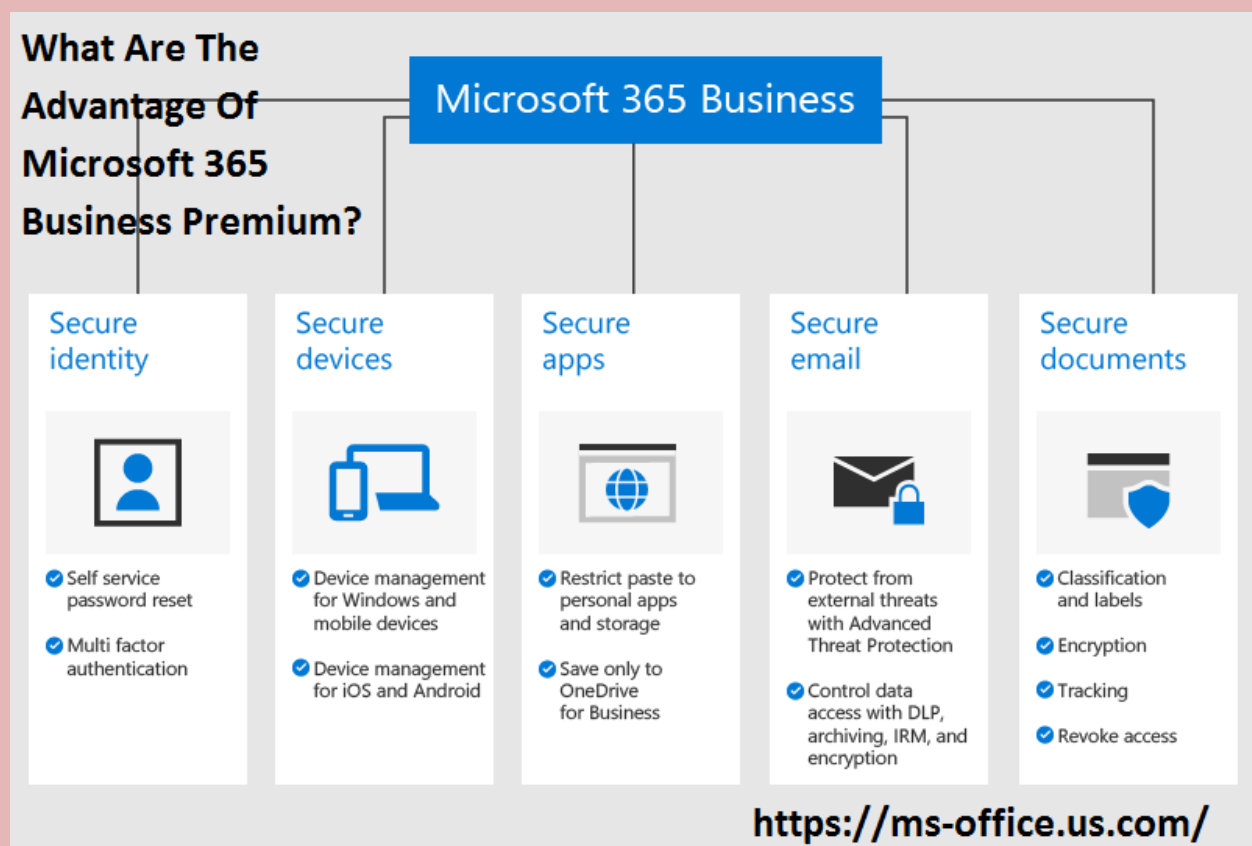 What Are The
Advantage Of
Microsoft 365
Business Premium?
Microsoft 365 Business
Secure
identity
Self service
password reset
Multi factor
authentication
Secure
devices
Device management
for Windows and
mobile devices
Device management
for iOS and Android
Secure
apps
Restrict paste to
personal apps
and storage
Save only to
OneDrive
for Business
Secure
email
Protect from
external threats
with Advanced
Threat Protection
Control data
access with DLP,
archiving, IRM, and
encryption
Secure
documents
Classification
and labels
Encryption
Tracking
Revoke access
https://ms-office.us.com/